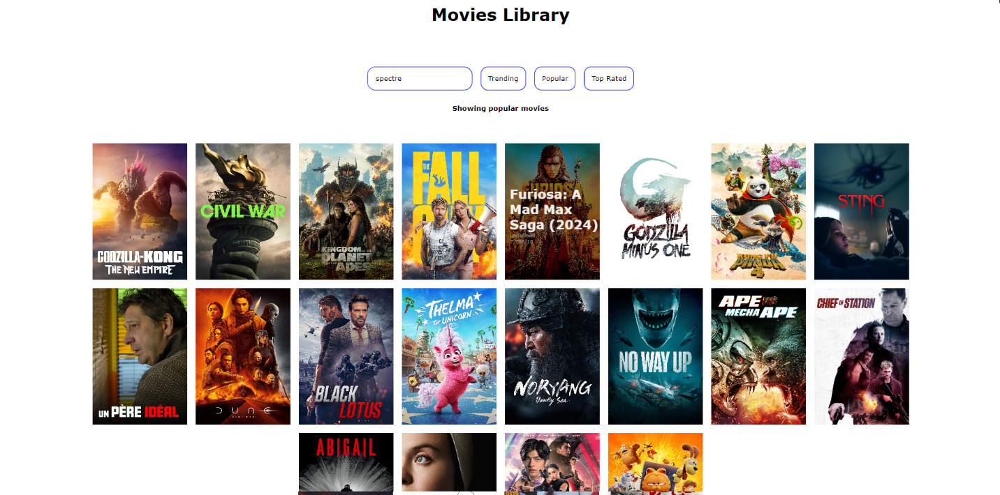 Movies Library
spectre
Trending
Popular
Top Rated
Showing popular movies
GODZILLA-KONG
THE NEW EMPIRE
CIVIL WAR
KINGDOM OF THE
PLANET
OF THE
APES
THE
FALL
GUY
Furiosa: A
Mad Max
Saga (2024)
undefined
GODZILLA
MINUS ONE
KUNG FU
PANDA
4
STING
UN PÈRE IDÉAL
DUNE
PART TWO
BLACK
LOTUS
THELMA
THE UNICORN
NORYANG
Deadly Sea
NO WAY UP
APE VS
MECHA APE
CHIEF OF STATION
ABIGAIL